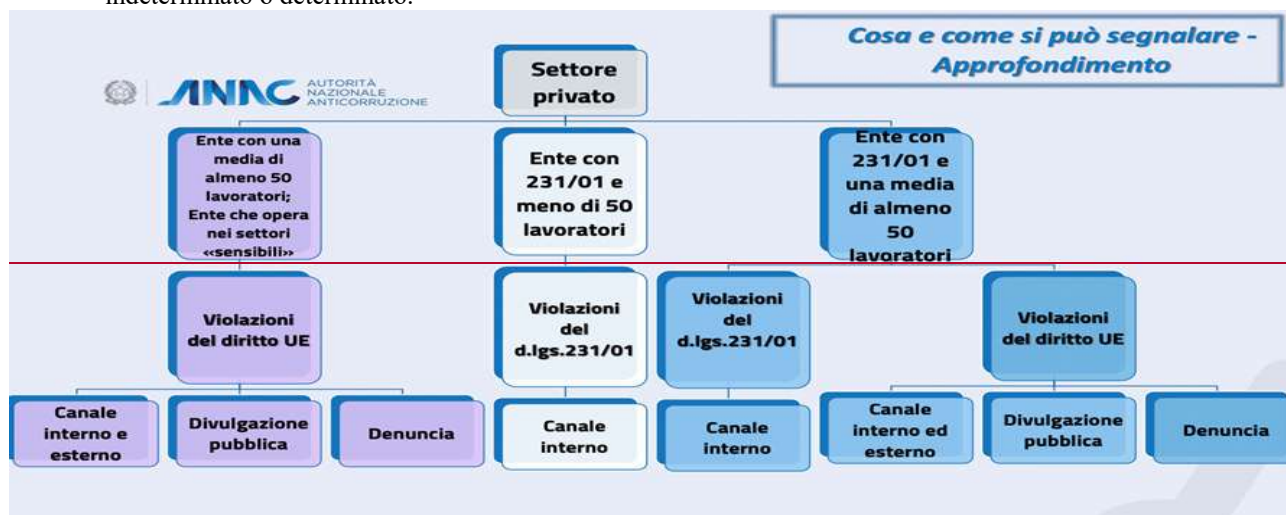 indeterminato o determinato.
Cosa e come si può segnalare -
Approfondimento
ANAC
AUTORITÀ
NAZIONALE
ANTICORRUZIONE
Settore
privato
Ente con una
media di
almeno 50
lavoratori;
Ente che opera
nei settori
«sensibili»
Ente con
231/01 e
meno di 50
lavoratori
Ente con
231/01 e
una media
di almeno
50
lavoratori
Violazioni
del diritto UE
Violazioni
del
d.lgs.231/01
Violazioni
del
d.lgs.231/01
Violazioni
del diritto UE
Canale
interno e
esterno
Divulgazione
pubblica
Denuncia
Canale
interno
Canale
interno
Canale
interno ed
esterno
Divulgazione
pubblica
Denuncia